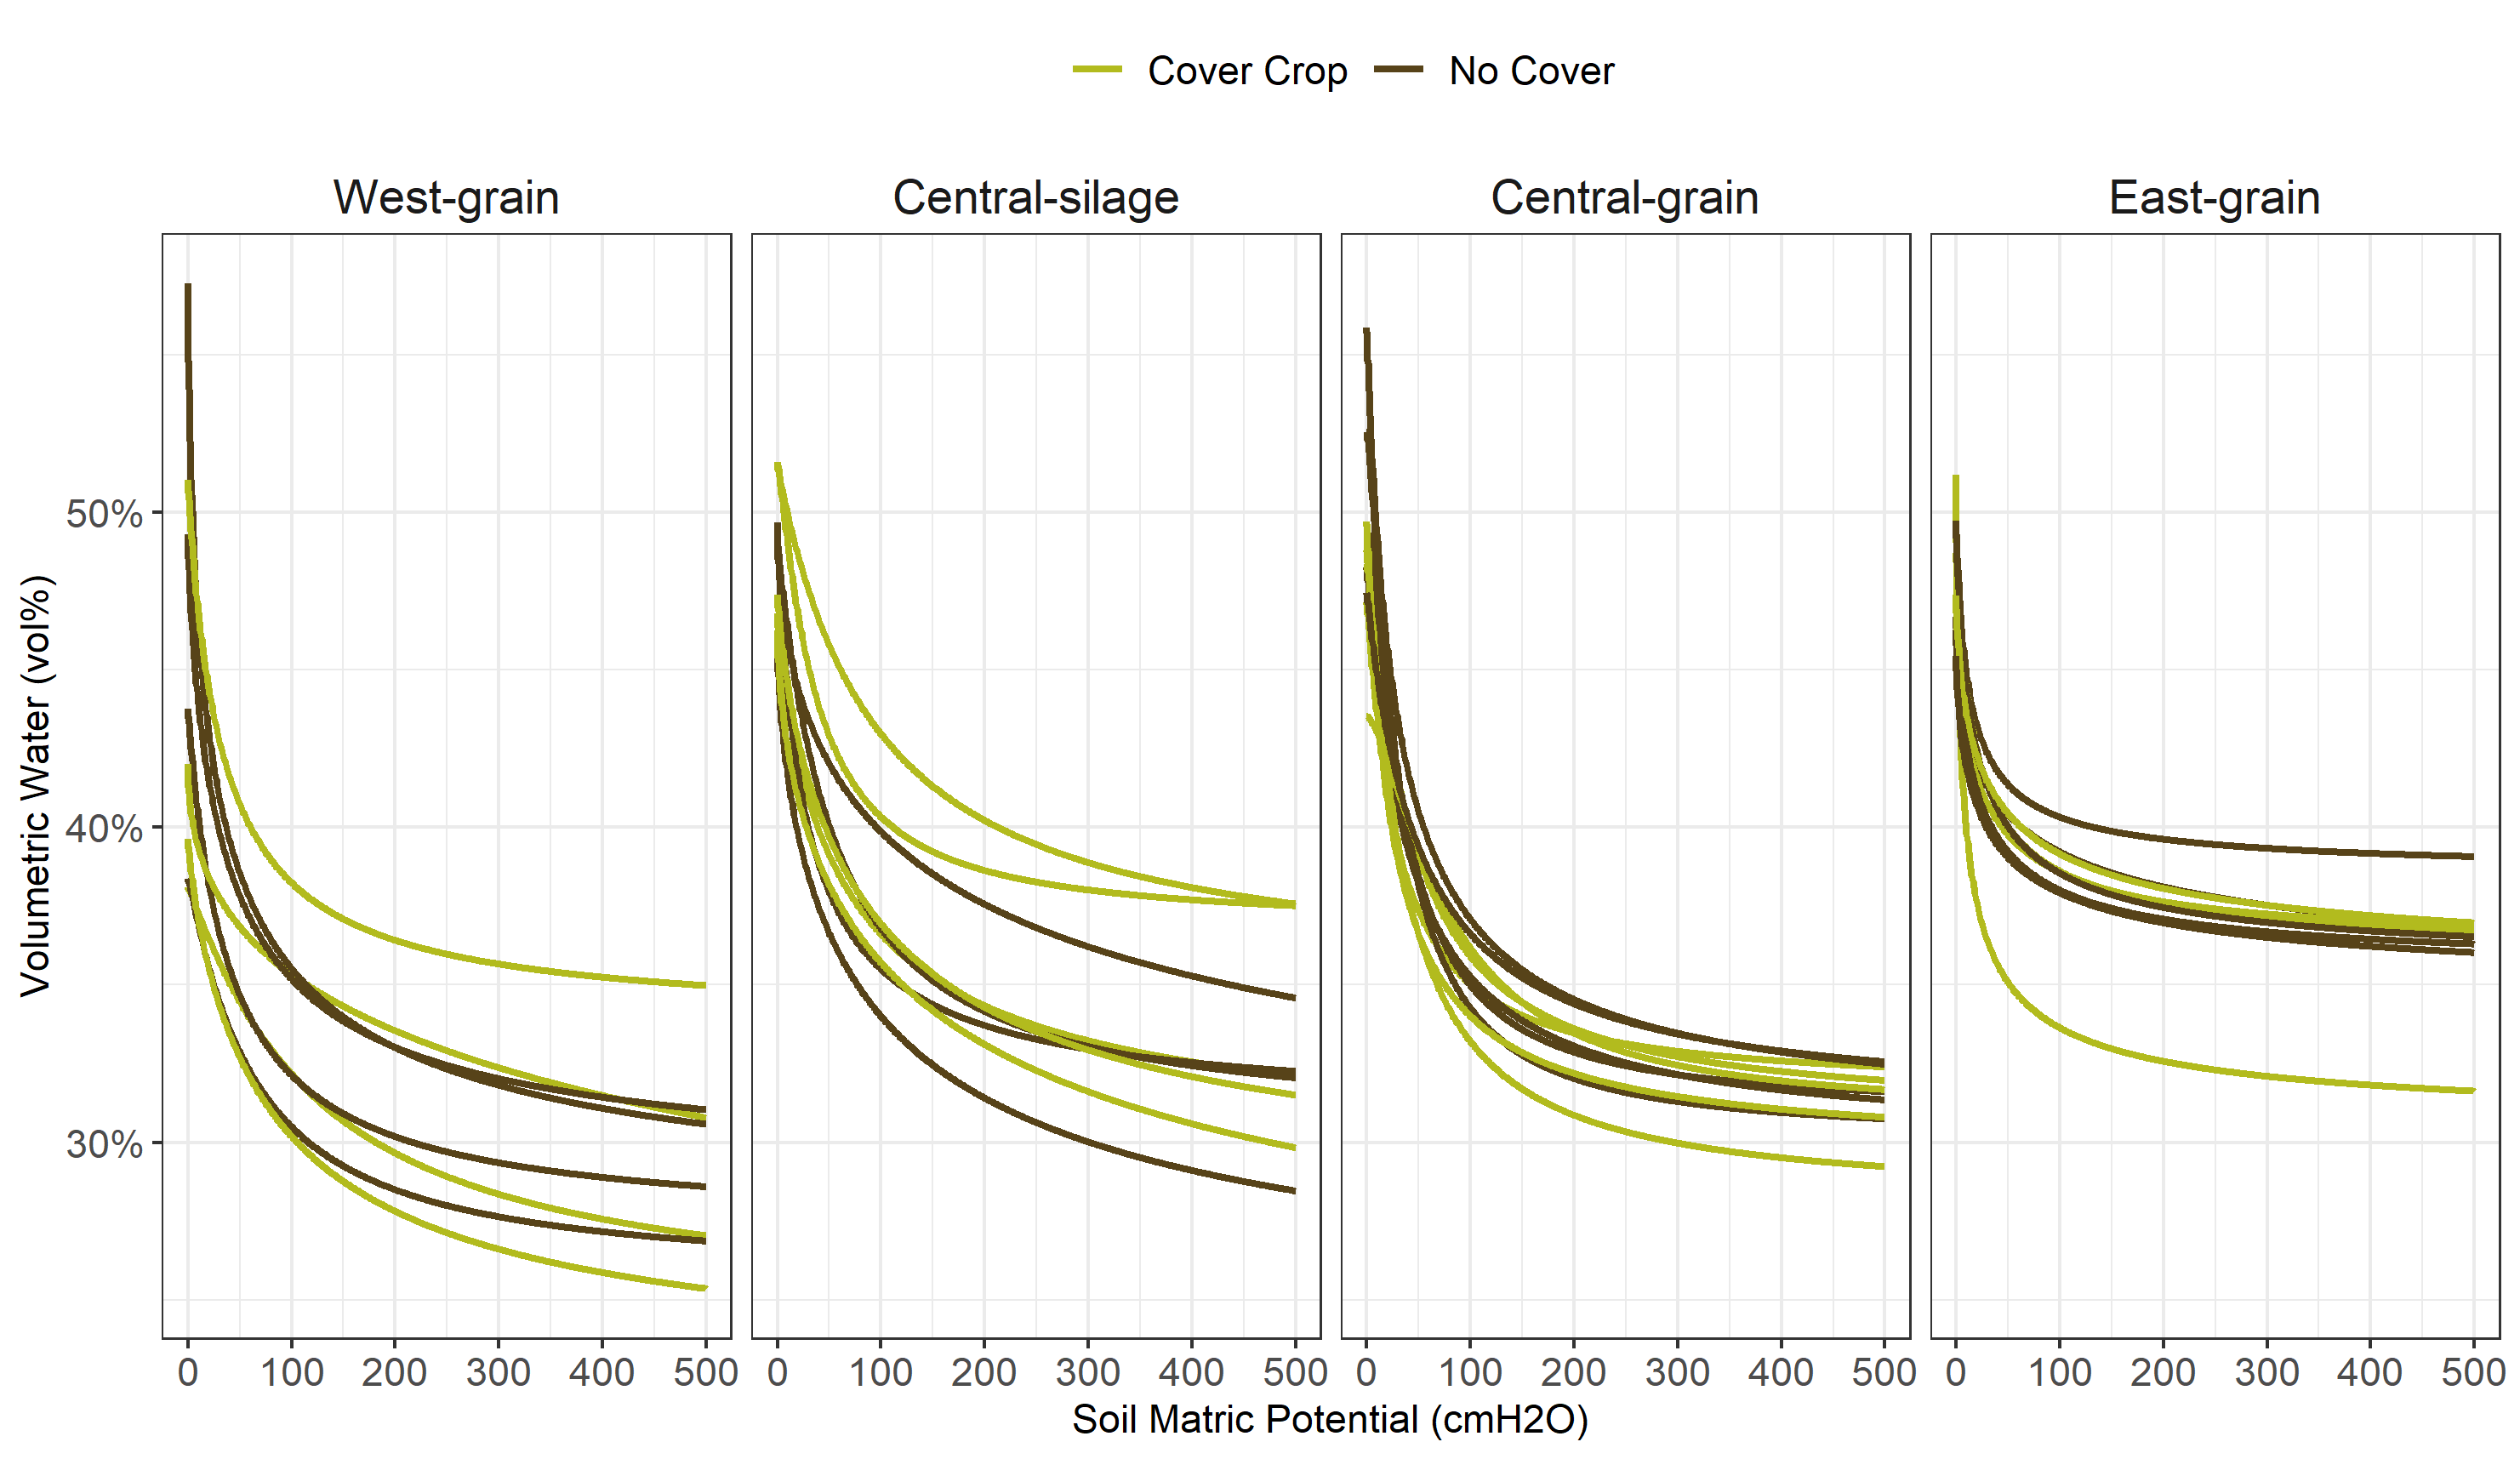 Cover Crop No Cover
West-grain Central-silage Central-grain East-grain
Volumetric Water (vol%)
50%
40%
30%
0 100 200 300 400 500 0 100 200 300 400 500 0 100 200 300 400 500 0 100 200 300 400 500
Soil Matric Potential (cmH2O)